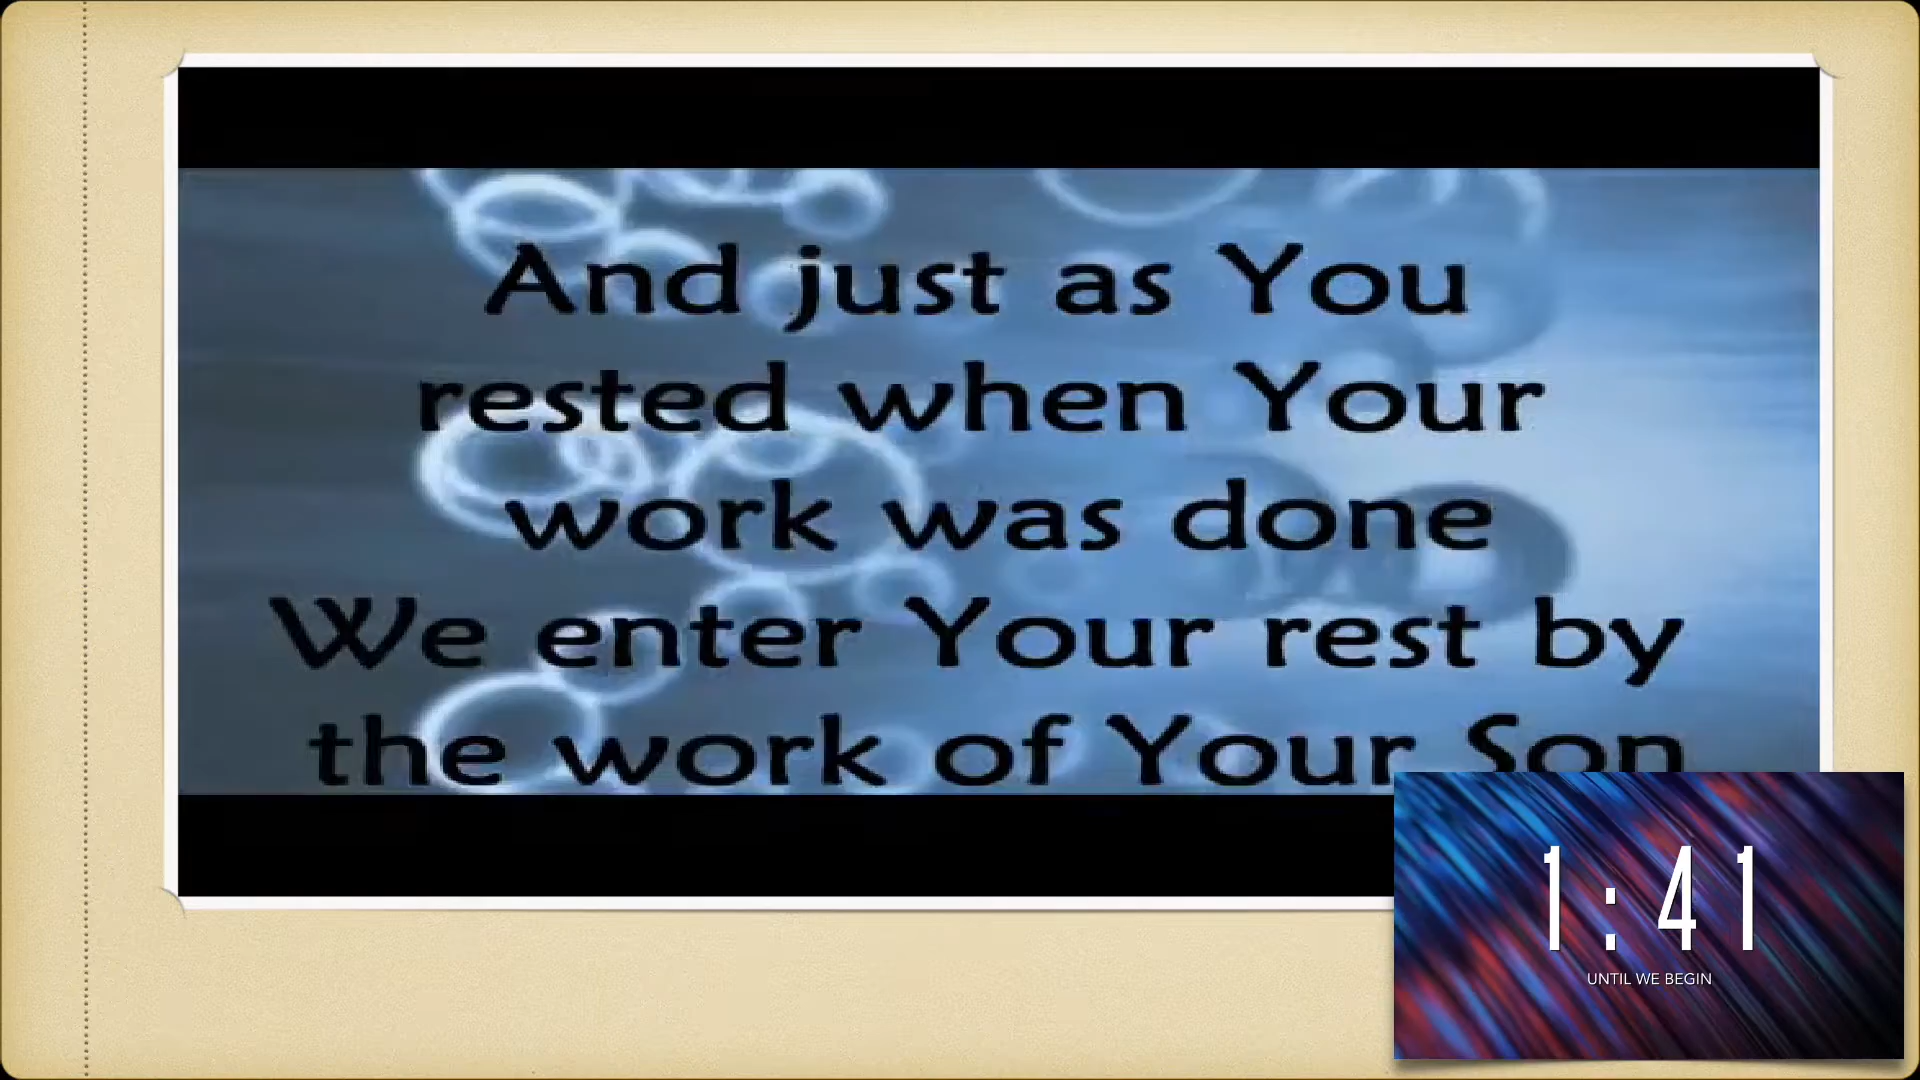 And just as You
rested when Your
work was done
We enter Your rest by
the work of Your Son
1:41
UNTIL WE BEGIN